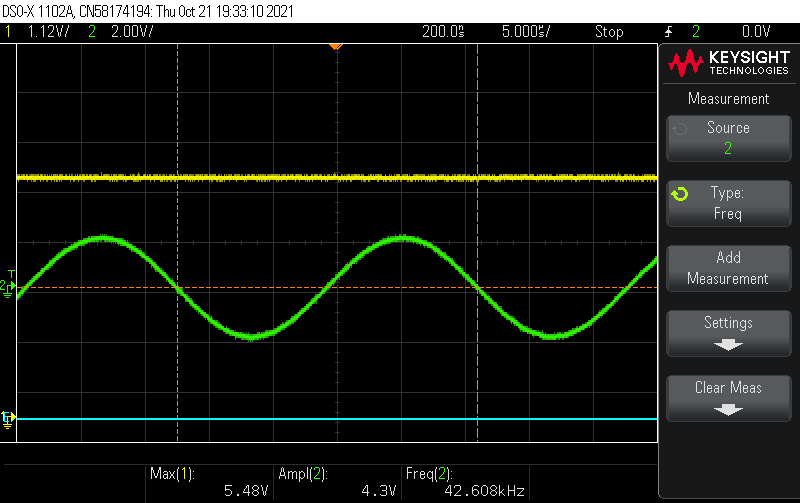 DSO-X 1102A, CN58174194: Thu Oct 21 19:33:10 2021
1 1.12V/ 2 2.00V/ 200.0s 5.000s/ Stop 2 0.0V
KEYSIGHT
TECHNOLOGIES
Measurement
Source
2
Type:
Freq
Add
Measurement
Settings
Clear Meas
T
2
Max(1): Ampl(2): Freq(2):
5.48V 4.3V 42.608kHz